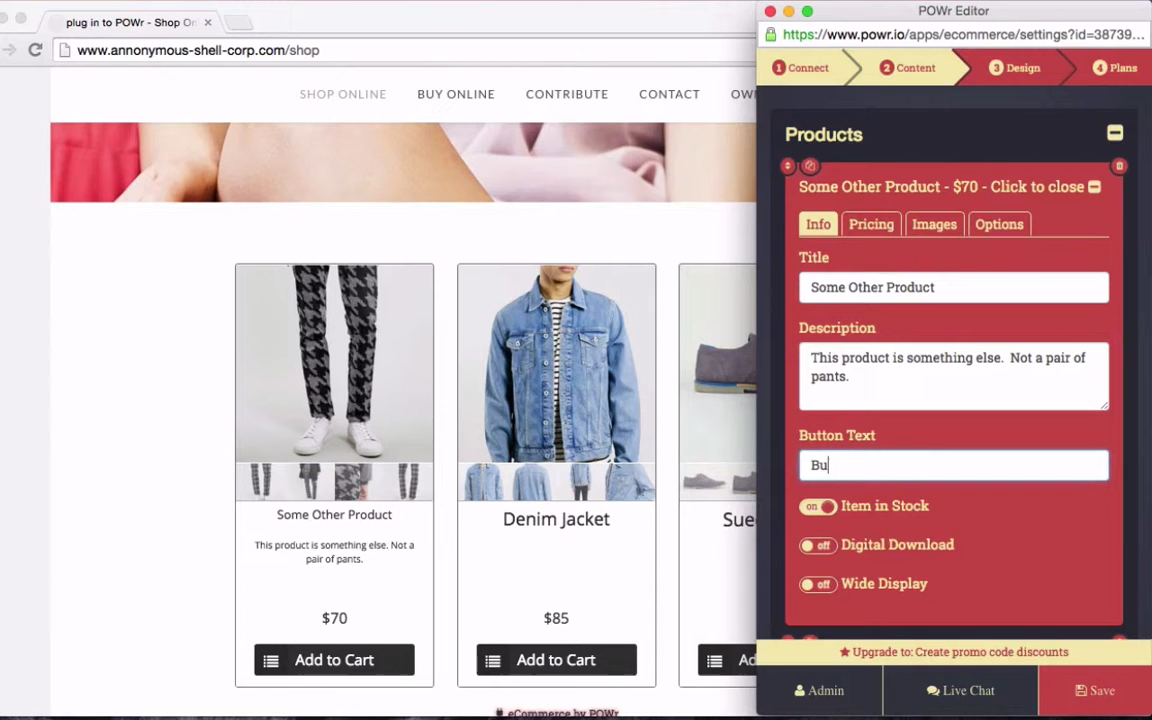 plug in to POWr - Shop On
www.annonymous-shell-corp.com/shop
SHOP ONLINE BUY ONLINE CONTRIBUTE CONTACT OWN
Some Other Product
This product is something else. Not a
pair of pants.
$70
Add to Cart
Denim Jacket
$85
Add to Cart
Sue
Ad
eCommerce by POWr
POWr Editor
https://www.powr.io/apps/ecommerce/settings?id=38739...
1 Connect 2 Content 3 Design 4 Plans
Products
Some Other Product - $70 - Click to close
Info Pricing Images Options
Title
Some Other Product
Description
This product is something else. Not a pair of
pants.
Button Text
Bu
on Item in Stock
off Digital Download
off Wide Display
Upgrade to: Create promo code discounts
Admin Live Chat Save